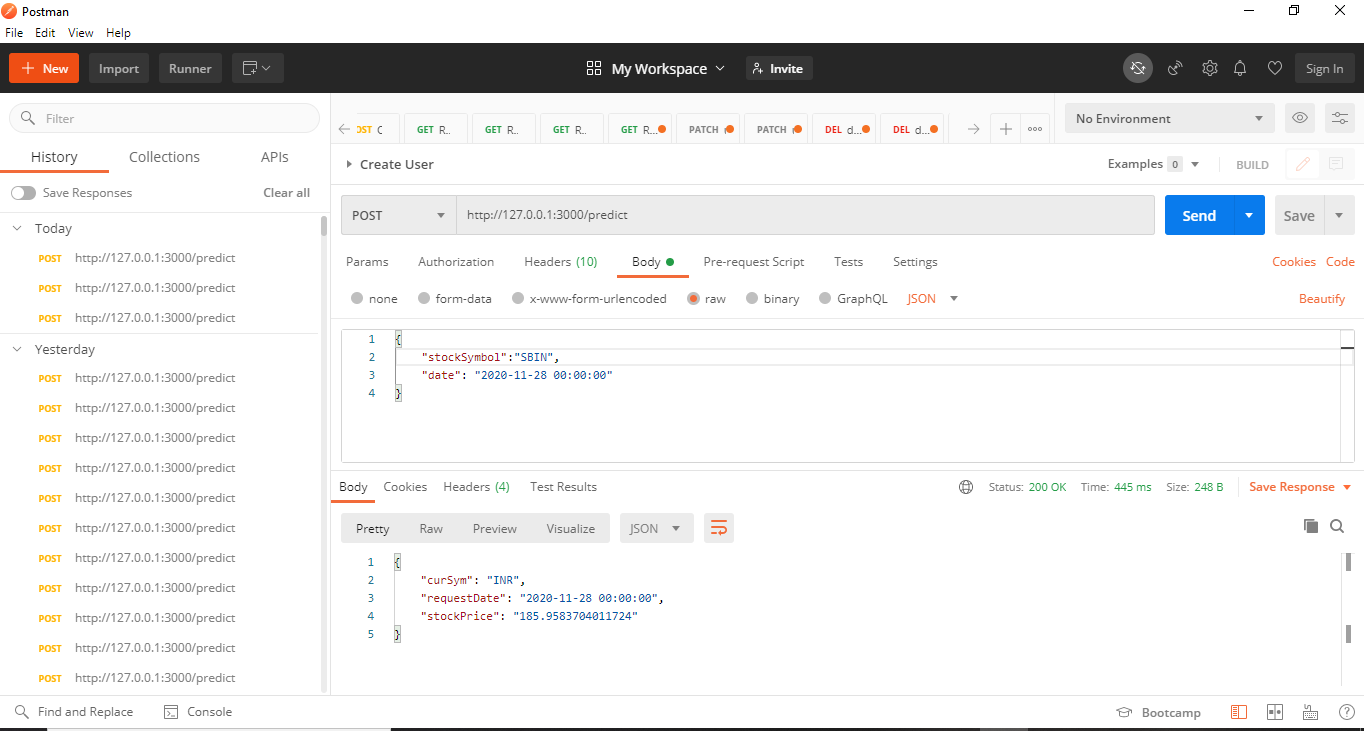 Postman
File Edit View Help
New Import Runner My Workspace Invite Sign In
Filter
History Collections APIs
Save Responses Clear all
Today
POST http://127.0.0.1:3000/predict
POST http://127.0.0.1:3000/predict
POST http://127.0.0.1:3000/predict
Yesterday
POST http://127.0.0.1:3000/predict
POST http://127.0.0.1:3000/predict
POST http://127.0.0.1:3000/predict
POST http://127.0.0.1:3000/predict
POST http://127.0.0.1:3000/predict
POST http://127.0.0.1:3000/predict
POST http://127.0.0.1:3000/predict
POST http://127.0.0.1:3000/predict
POST http://127.0.0.1:3000/predict
POST http://127.0.0.1:3000/predict
POST http://127.0.0.1:3000/predict
OST C GET R.. GET R.. GET R.. GET R... PATCH PATCH DEL d... DEL d... No Environment
Create User Examples 0 BUILD
POST http://127.0.0.1:3000/predict Send Save
Params Authorization Headers (10) Body Pre-request Script Tests Settings Cookies Code
none form-data x-www-form-urlencoded raw binary GraphQL JSON Beautify
1 {
2 "stockSymbol":"SBIN",
3 "date": "2020-11-28 00:00:00"
4 }
Body Cookies Headers (4) Test Results Status: 200 OK Time: 445 ms Size: 248 B Save Response
Pretty Raw Preview Visualize JSON
1 {
2 "curSym": "INR",
3 "requestDate": "2020-11-28 00:00:00",
4 "stockPrice": "185.9583704011724"
5 }
Find and Replace Console Bootcamp